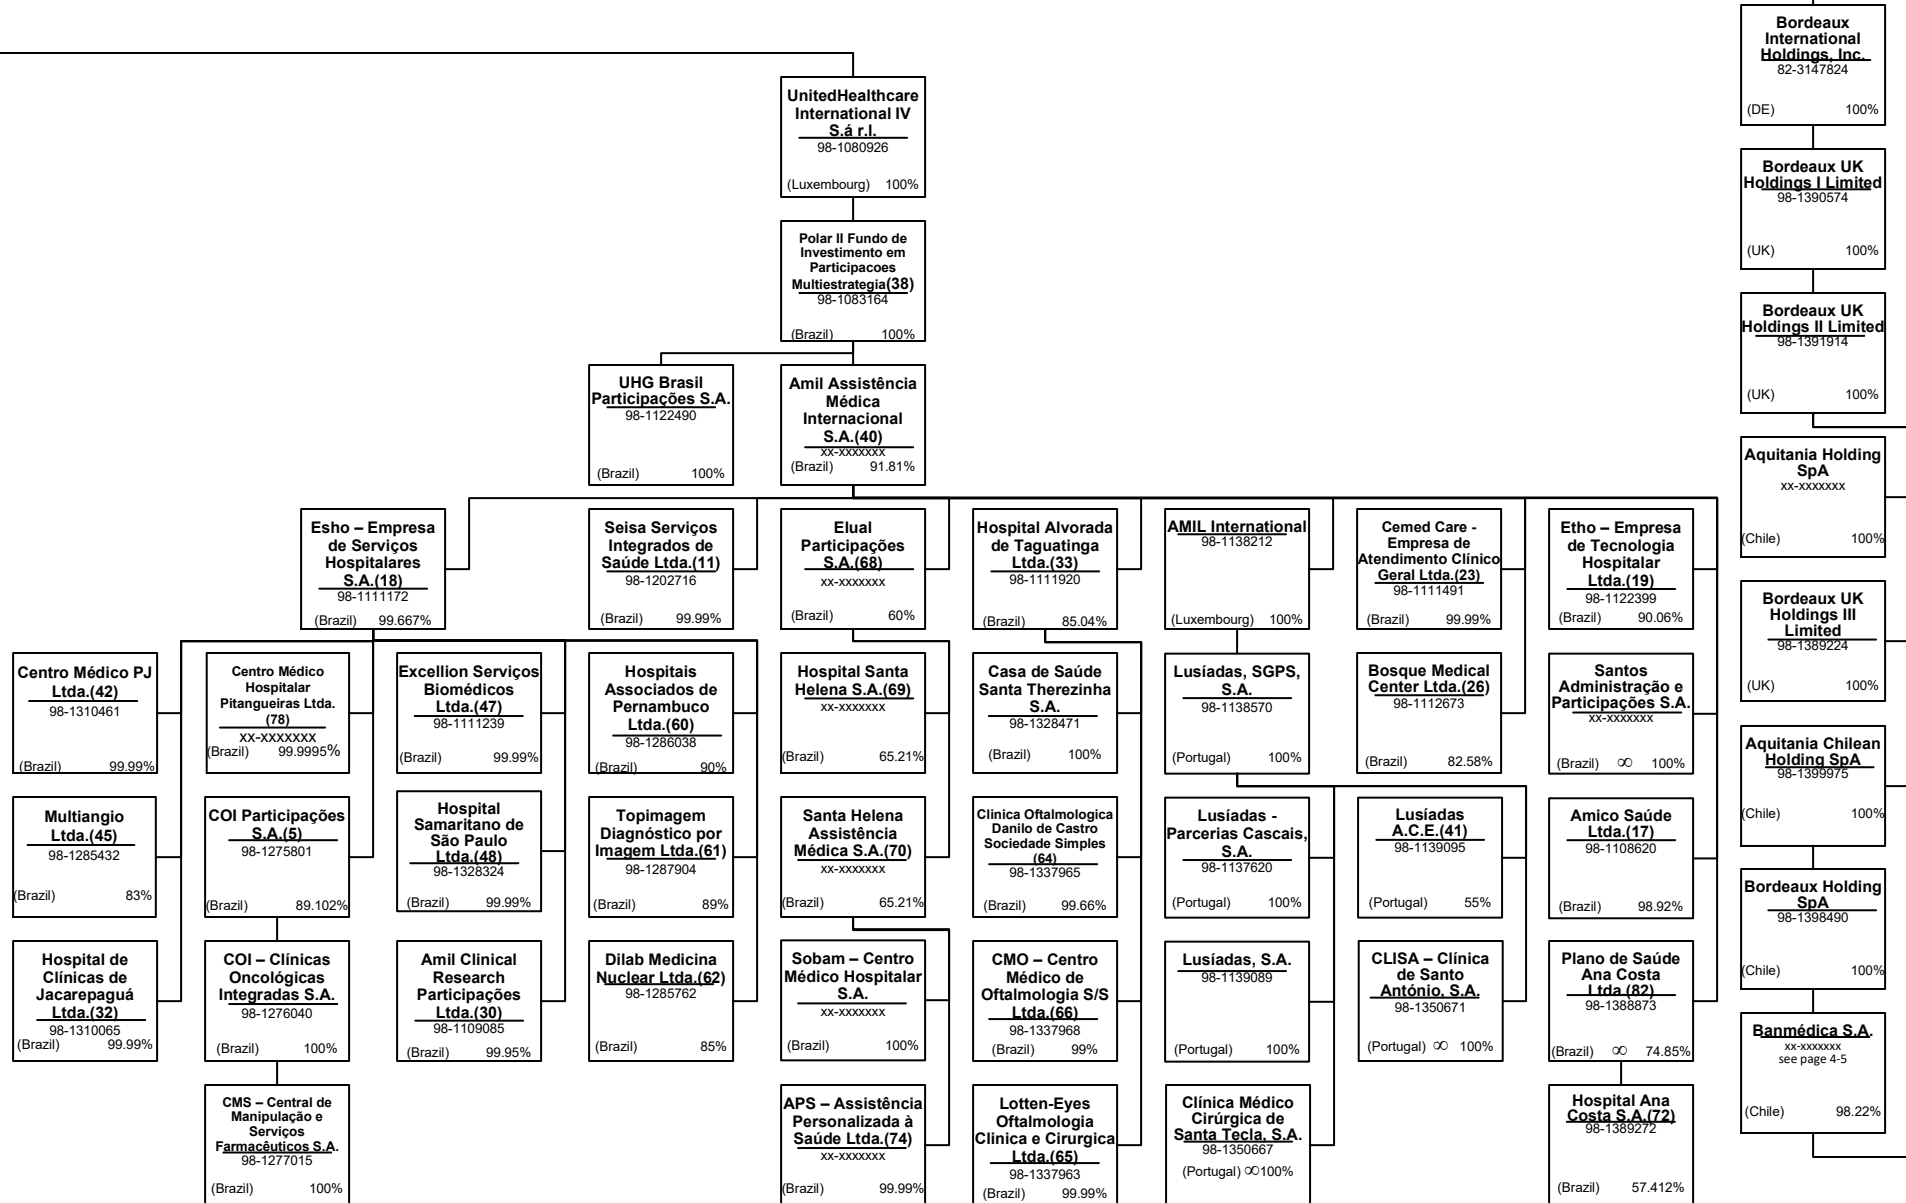 Bordeaux
International
Holdings, Inc.
82-3147824
(DE) 100%
UnitedHealthcare
International IV
S.á r.l.
98-1080926
(Luxembourg) 100%
Bordeaux UK
Holdings I Limited
98-1390574
(UK) 100%
Polar II Fundo de
Investimento em
Participacoes
Multiestrategia(38)
98-1083164
(Brazil) 100%
Bordeaux UK
Holdings II Limited
98-1391914
(UK) 100%
UHG Brasil
Participações S.A.
98-1122490
(Brazil) 100%
Amil Assistência
Médica
Internacional
S.A.(40)
xx-xxxxxxx
(Brazil) 91.81%
Aquitania Holding
SpA
xx-xxxxxxx
(Chile) 100%
Esho – Empresa
de Serviços
Hospitalares
S.A.(18)
98-1111172
(Brazil) 99.667%
Seisa Serviços
Integrados de
Saúde Ltda.(11)
98-1202716
(Brazil) 99.99%
Elual
Participações
S.A.(68)
xx-xxxxxxx
(Brazil) 60%
Hospital Alvorada
de Taguatinga
Ltda.(33)
98-1111920
(Brazil) 85.04%
AMIL International
98-1138212
(Luxembourg) 100%
Cemed Care -
Empresa de
Atendimento Clínico
Geral Ltda.(23)
98-1111491
(Brazil) 99.99%
Etho – Empresa
de Tecnologia
Hospitalar
Ltda.(19)
98-1122399
(Brazil) 90.06%
Bordeaux UK
Holdings III
Limited
98-1389224
(UK) 100%
Centro Médico PJ
Ltda.(42)
98-1310461
(Brazil) 99.99%
Centro Médico
Hospitalar
Pitangueiras Ltda.
(78)
xx-xxxxxxx
(Brazil) 99.9995%
Excellion Serviços
Biomédicos
Ltda.(47)
98-1111239
(Brazil) 99.99%
Hospitais
Associados de
Pernambuco
Ltda.(60)
98-1286038
(Brazil) 90%
Hospital Santa
Helena S.A.(69)
xx-xxxxxxx
(Brazil) 65.21%
Casa de Saúde
Santa Therezinha
S.A.
98-1328471
(Brazil) 100%
Lusíadas, SGPS,
S.A.
98-1138570
(Portugal) 100%
Bosque Medical
Center Ltda.(26)
98-1112673
(Brazil) 82.58%
Santos
Administração e
Participações S.A.
xx-xxxxxxx
(Brazil) ∞ 100%
Aquitania Chilean
Holding SpA
98-1399975
(Chile) 100%
Multiangio
Ltda.(45)
98-1285432
(Brazil) 83%
COI Participações
S.A.(5)
98-1275801
(Brazil) 89.102%
Hospital
Samaritano de
São Paulo
Ltda.(48)
98-1328324
(Brazil) 99.99%
Topimagem
Diagnóstico por
Imagem Ltda.(61)
98-1287904
(Brazil) 89%
Santa Helena
Assistência
Médica S.A.(70)
xx-xxxxxxx
(Brazil) 65.21%
Clinica Oftalmologica
Danilo de Castro
Sociedade Simples
(64)
98-1337965
(Brazil) 99.66%
Lusíadas -
Parcerias Cascais,
S.A.
98-1137620
(Portugal) 100%
Lusíadas
A.C.E.(41)
98-1139095
(Portugal) 55%
Amico Saúde
Ltda.(17)
98-1108620
(Brazil) 98.92%
Bordeaux Holding
SpA
98-1398490
(Chile) 100%
Hospital de
Clínicas de
Jacarepaguá
Ltda.(32)
98-1310065
(Brazil) 99.99%
COI – Clínicas
Oncológicas
Integradas S.A.
98-1276040
(Brazil) 100%
Amil Clinical
Research
Participações
Ltda.(30)
98-1109085
(Brazil) 99.95%
Dilab Medicina
Nuclear Ltda.(62)
98-1285762
(Brazil) 85%
Sobam – Centro
Médico Hospitalar
S.A.
xx-xxxxxxx
(Brazil) 100%
CMO – Centro
Médico de
Oftalmologia S/S
Ltda.(66)
98-1337968
(Brazil) 99%
Lusíadas, S.A.
98-1139089
(Portugal) 100%
CLISA – Clínica
de Santo
António, S.A.
98-1350671
(Portugal) ∞ 100%
Plano de Saúde
Ana Costa
Ltda.(82)
98-1388873
(Brazil) ∞ 74.85%
Banmédica S.A.
xx-xxxxxxx
see page 4-5
(Chile) 98.22%
CMS – Central de
Manipulação e
Serviços
Farmacêuticos S.A.
98-1277015
(Brazil) 100%
APS – Assistência
Personalizada à
Saúde Ltda.(74)
xx-xxxxxxx
(Brazil) 99.99%
Lotten-Eyes
Oftalmologia
Clinica e Cirurgica
Ltda.(65)
98-1337963
(Brazil) 99.99%
Clínica Médico
Cirúrgica de
Santa Tecla, S.A.
98-1350667
(Portugal) ∞100%
Hospital Ana
Costa S.A.(72)
98-1389272
(Brazil) 57.412%